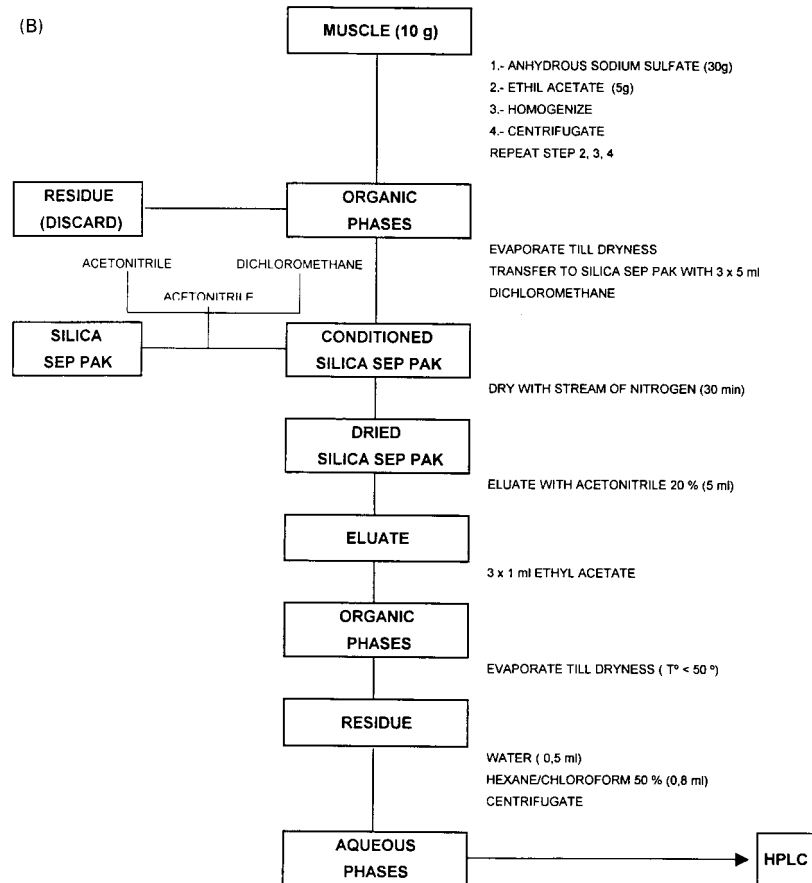 (B)
MUSCLE (10 g)
1.- ANHYDROUS SODIUM SULFATE (30g)
2.- ETHIL ACETATE (5g)
3.- HOMOGENIZE
4.- CENTRIFUGATE
REPEAT STEP 2, 3, 4
RESIDUE
(DISCARD)
ORGANIC
PHASES
EVAPORATE TILL DRYNESS
TRANSFER TO SILICA SEP PAK WITH 3 x 5 ml
DICHLOROMETHANE
ACETONITRILE
DICHLOROMETHANE
ACETONITRILE
SILICA
SEP PAK
CONDITIONED
SILICA SEP PAK
DRY WITH STREAM OF NITROGEN (30 min)
DRIED
SILICA SEP PAK
ELUATE WITH ACETONITRILE 20 % (5 ml)
ELUATE
3 x 1 ml ETHYL ACETATE
ORGANIC
PHASES
EVAPORATE TILL DRYNESS ( Tº < 50 º)
RESIDUE
WATER ( 0,5 ml)
HEXANE/CHLOROFORM 50 % (0,8 ml)
CENTRIFUGATE
AQUEOUS
PHASES
HPLC